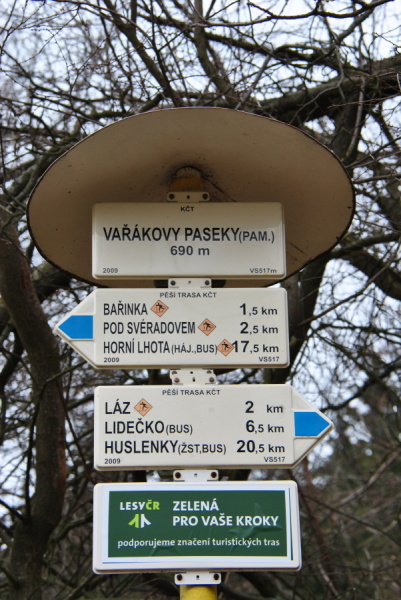 KČT
VAŘÁKOVY PASEKY(PAM.)
690 m
2009 VS517m
PĚŠÍ TRASA KČT
BAŘINKA 1,5 km
POD SVÉRADOVEM 2,5 km
HORNÍ LHOTA(HÁJ.,BUS) 17,5 km
2009 VS517
PĚŠÍ TRASA KČT
LÁZ 2 km
LIDEČKO(BUS) 6,5 km
HUSLENKY(ŽST,BUS) 20,5 km
2009 VS517
LESY ČR ZELENÁ
PRO VAŠE KROKY
podporujeme značení turistických tras